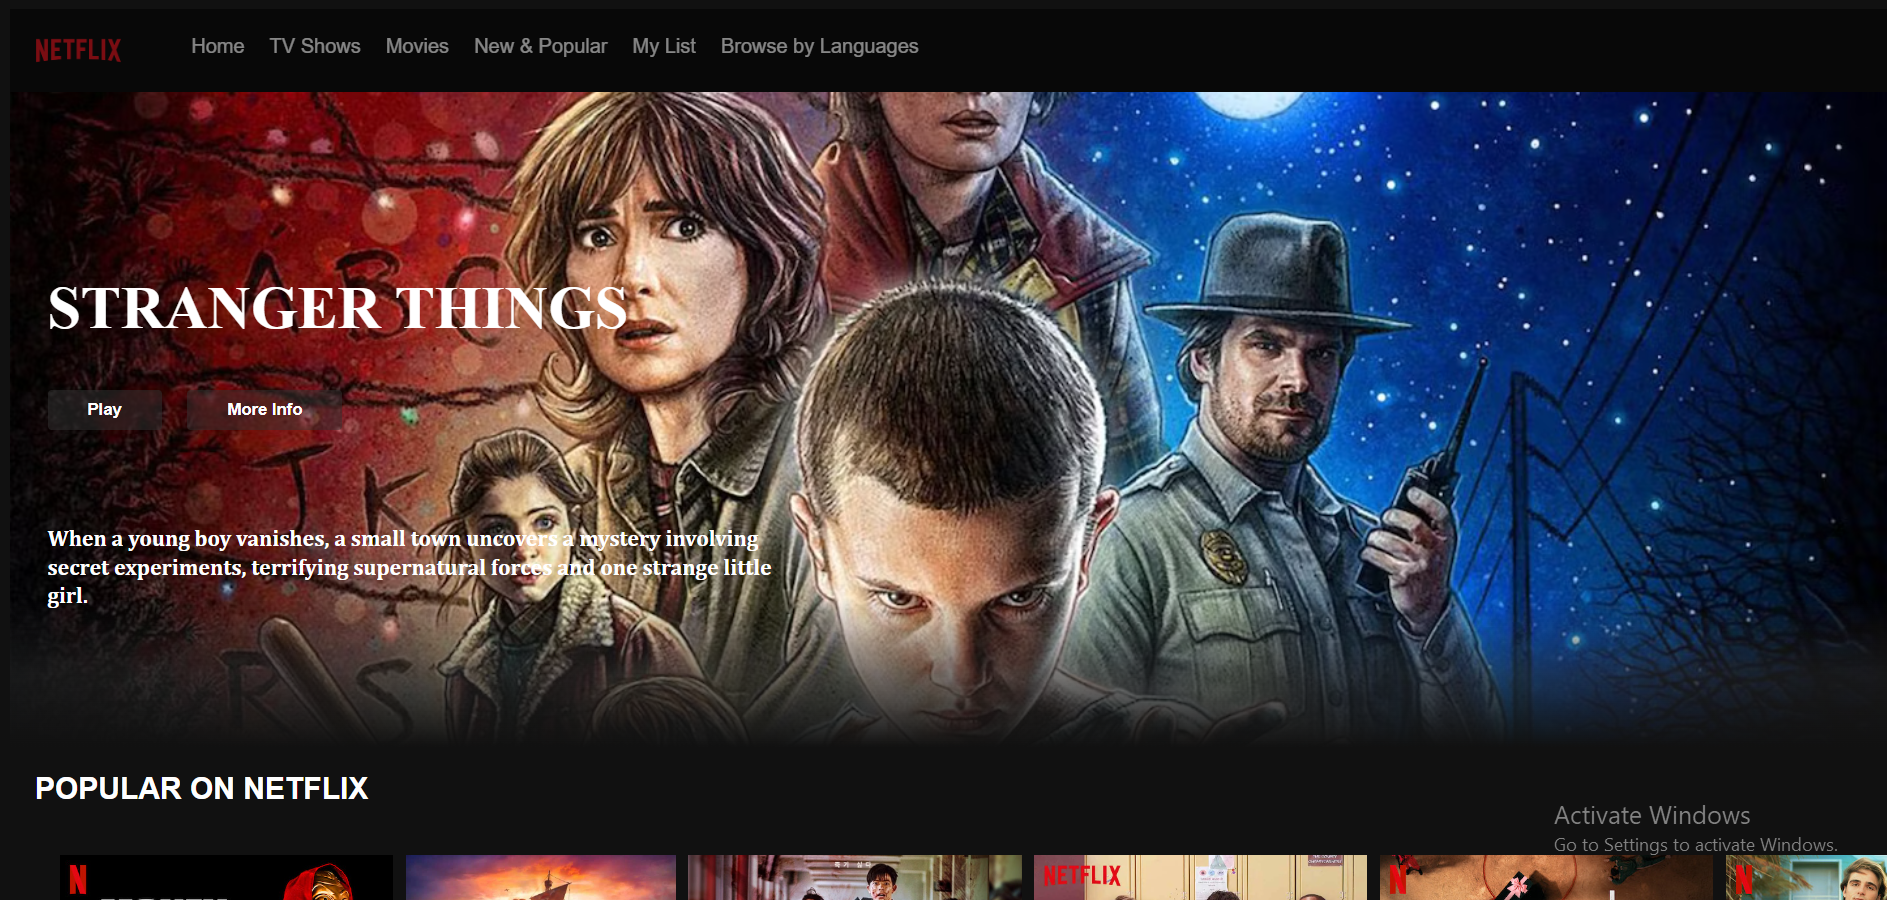 NETFLIX
Home TV Shows Movies New & Popular My List Browse by Languages
A B C
STRANGER THINGS
Play More Info
J K
When a young boy vanishes, a small town uncovers a mystery involving
secret experiments, terrifying supernatural forces and one strange little
girl.
R S
POPULAR ON NETFLIX
Activate Windows
Go to Settings to activate Windows.
N
NETFLIX
N
N